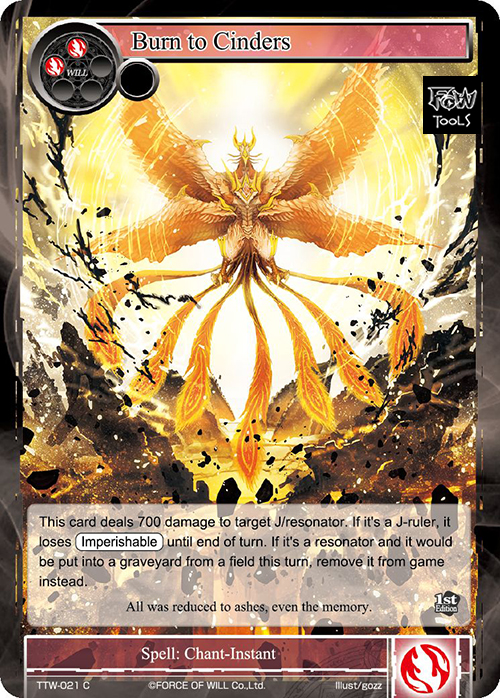 Burn to Cinders
WILL
FOW
TOOLS
This card deals 700 damage to target J/resonator. If it's a J-ruler, it
loses Imperishable until end of turn. If it's a resonator and it would
be put into a graveyard from a field this turn, remove it from game
instead.
All was reduced to ashes, even the memory.
1st
Edition
Spell: Chant-Instant
TTW-021 C ©FORCE OF WILL Co.,Ltd. Illust/gozz